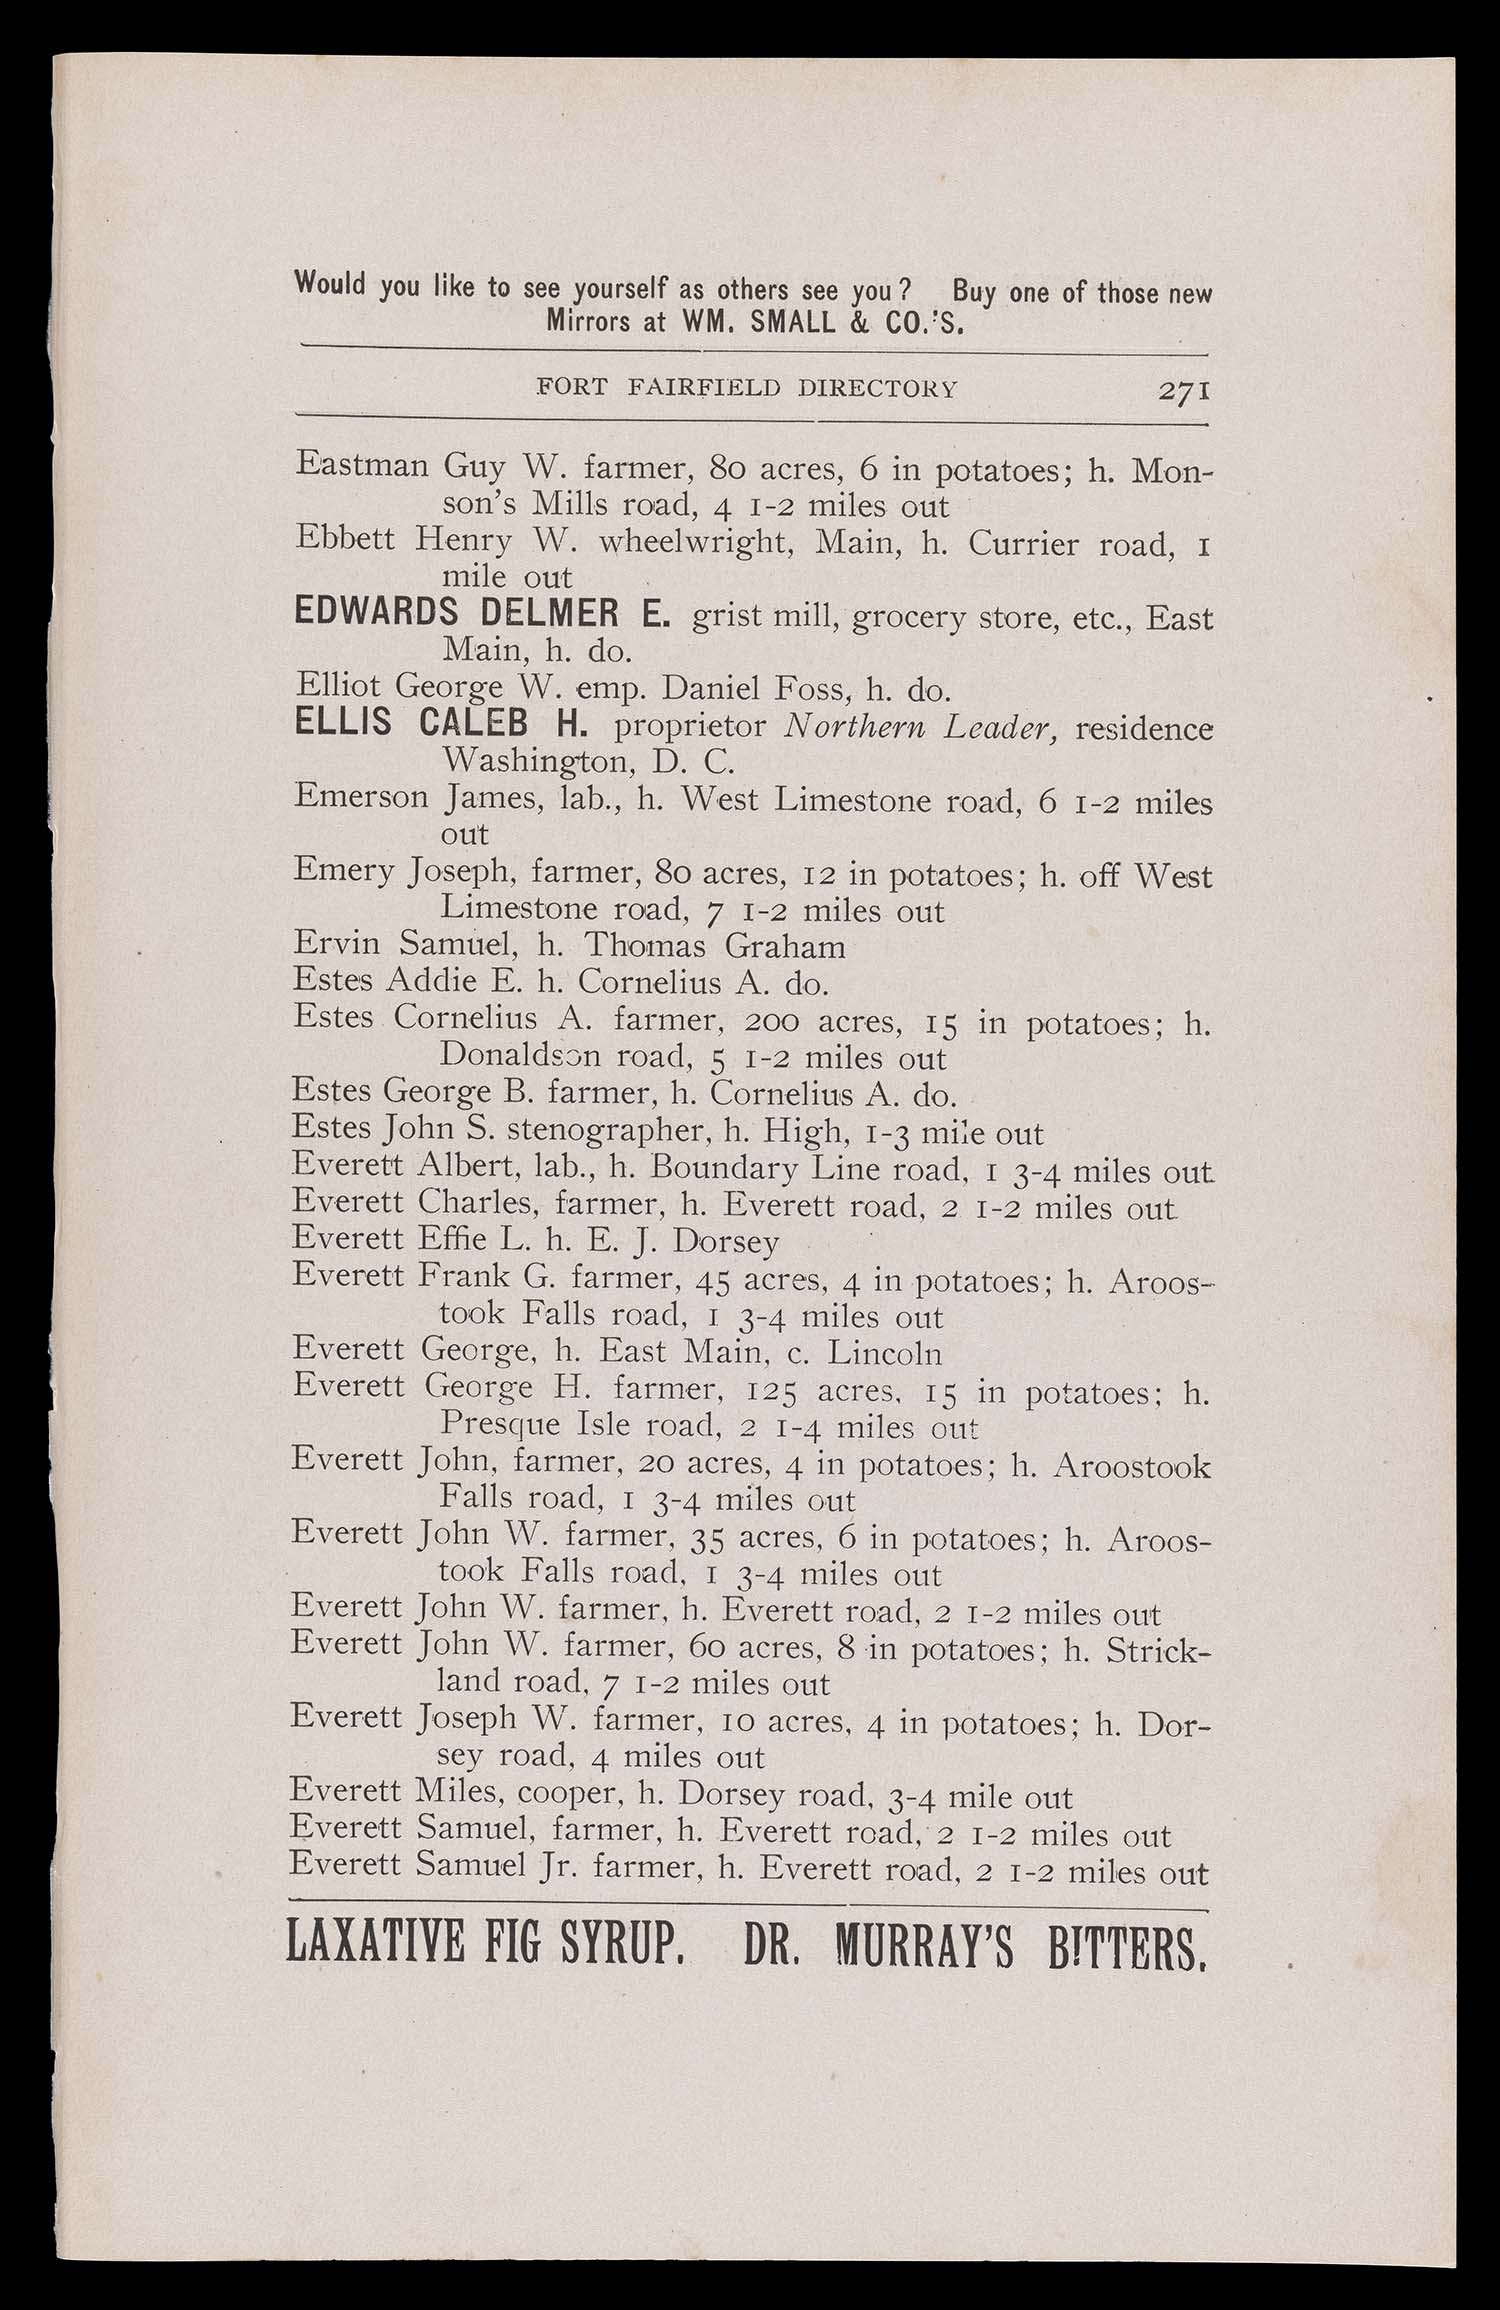 Would you like to see yourself as others see you? Buy one of those new
Mirrors at WM. SMALL & CO.'S.
FORT FAIRFIELD DIRECTORY 271
Eastman Guy W. farmer, 80 acres, 6 in potatoes; h. Mon-
son's Mills road, 4 1-2 miles out
Ebbett Henry W. wheelwright, Main, h. Currier road, 1
mile out
EDWARDS DELMER E. grist mill, grocery store, etc., East
Main, h. do.
Elliot George W. emp. Daniel Foss, h. do.
ELLIS CALEB H. proprietor Northern Leader, residence
Washington, D. C.
Emerson James, lab., h. West Limestone road, 6 1-2 miles
out
Emery Joseph, farmer, 80 acres, 12 in potatoes; h. off West
Limestone road, 7 1-2 miles out
Ervin Samuel, h. Thomas Graham
Estes Addie E. h. Cornelius A. do.
Estes Cornelius A. farmer, 200 acres, 15 in potatoes; h.
Donaldson road, 5 1-2 miles out
Estes George B. farmer, h. Cornelius A. do.
Estes John S. stenographer, h. High, 1-3 mile out
Everett Albert, lab., h. Boundary Line road, 1 3-4 miles out
Everett Charles, farmer, h. Everett road, 2 1-2 miles out
Everett Effie L. h. E. J. Dorsey
Everett Frank G. farmer, 45 acres, 4 in potatoes; h. Aroos-
took Falls road, 1 3-4 miles out
Everett George, h. East Main, c. Lincoln
Everett George H. farmer, 125 acres, 15 in potatoes; h.
Presque Isle road, 2 1-4 miles out
Everett John, farmer, 20 acres, 4 in potatoes; h. Aroostook
Falls road, 1 3-4 miles out
Everett John W. farmer, 35 acres, 6 in potatoes; h. Aroos-
took Falls road, 1 3-4 miles out
Everett John W. farmer, h. Everett road, 2 1-2 miles out
Everett John W. farmer, 60 acres, 8 in potatoes; h. Strick-
land road, 7 1-2 miles out
Everett Joseph W. farmer, 10 acres, 4 in potatoes; h. Dor-
sey road, 4 miles out
Everett Miles, cooper, h. Dorsey road, 3-4 mile out
Everett Samuel, farmer, h. Everett road, 2 1-2 miles out
Everett Samuel Jr. farmer, h. Everett road, 2 1-2 miles out
LAXATIVE FIG SYRUP. DR. MURRAY'S BITTERS.